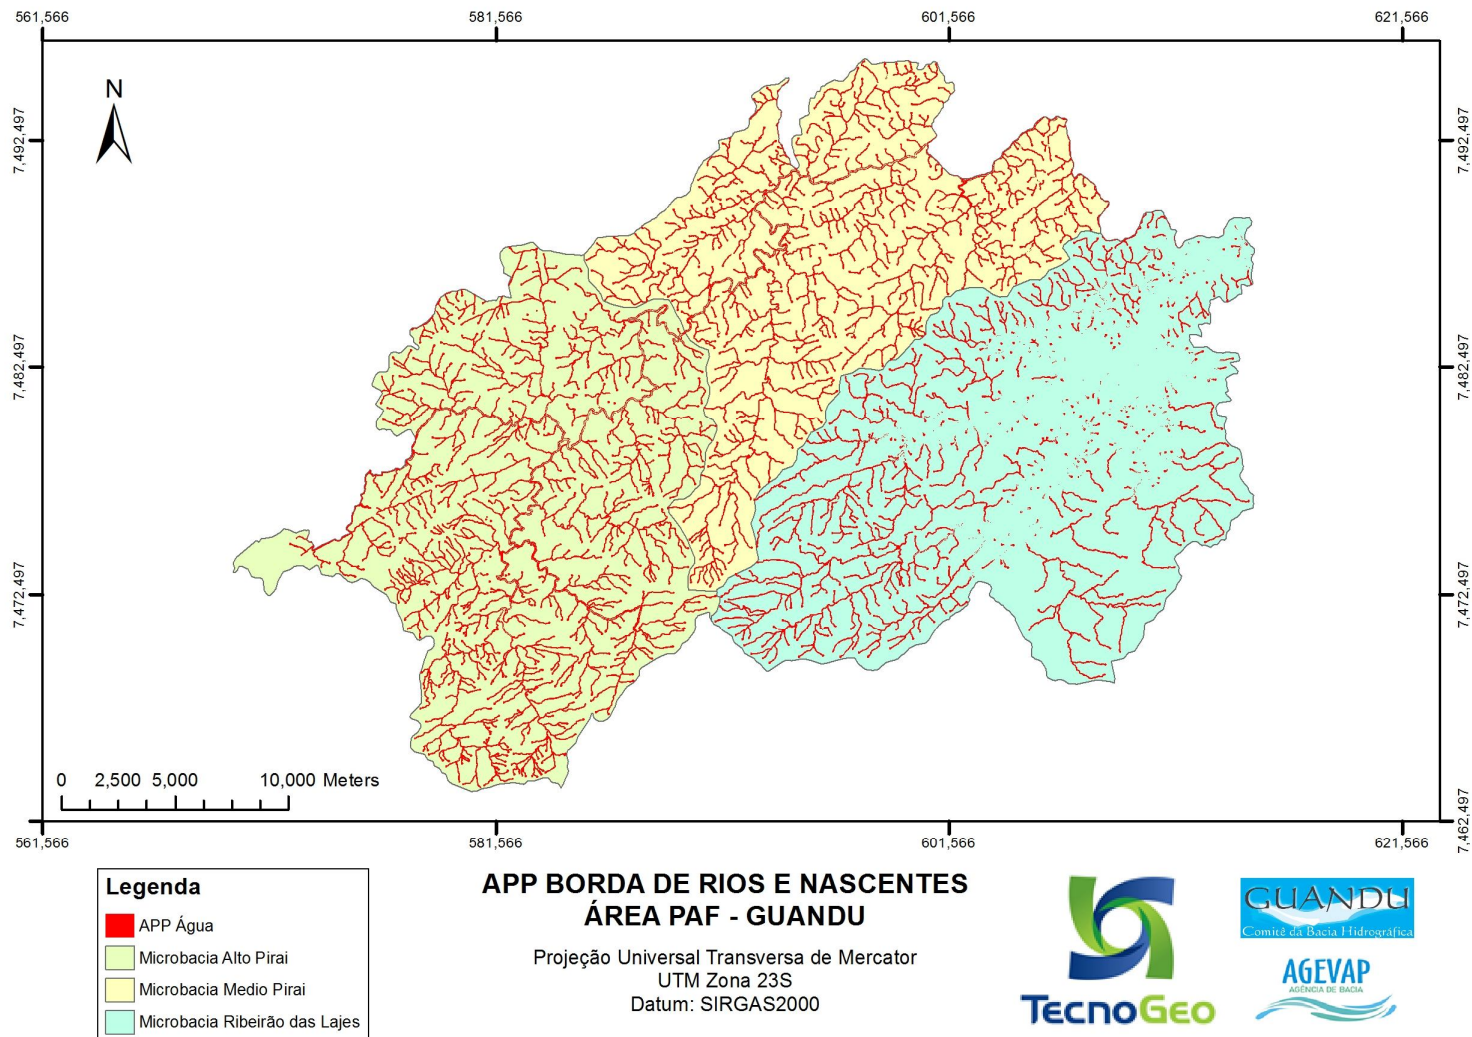 561,566
581,566
601,566
621,566
N
7,492,497
7,492,497
7,482,497
7,482,497
7,472,497
7,472,497
7,462,497
0 2,500 5,000 10,000 Meters
561,566
581,566
601,566
621,566
Legenda
APP Água
Microbacia Alto Pirai
Microbacia Medio Pirai
Microbacia Ribeirão das Lajes
APP BORDA DE RIOS E NASCENTES
ÁREA PAF - GUANDU
Projeção Universal Transversa de Mercator
UTM Zona 23S
Datum: SIRGAS2000
TECNOGEO
GUANDU
Comitê da Bacia Hidrográfica
AGEVAP
AGÊNCIA DE BACIA